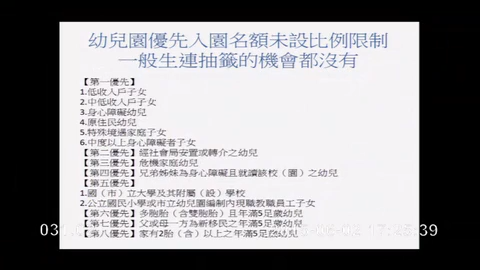 幼兒園優先入園名額未設比例限制
一般生連抽籤的機會都沒有
【第一優先】
1.低收入戶子女
2.中低收入戶子女
3.身心障礙幼兒
4.原住民幼兒
5.特殊境遇家庭子女
6.中度以上身心障礙者子女
【第二優先】經社會局安置或轉介之幼兒
【第三優先】危機家庭幼兒
【第四優先】兄弟姊妹為身心障礙且就讀該校（園）之幼兒
【第五優先】
1.國（市）立大學及其附屬（設）學校
2.公立國民小學或市立幼兒園編制內現職教職員工子女
【第六優先】多胞胎（含雙胞胎）且年滿5足歲幼兒
【第七優先】父或母一方為新移民之年滿5足歲幼兒
【第八優先】家有2胎（含）以上之年滿5足歲幼兒
17:25:39